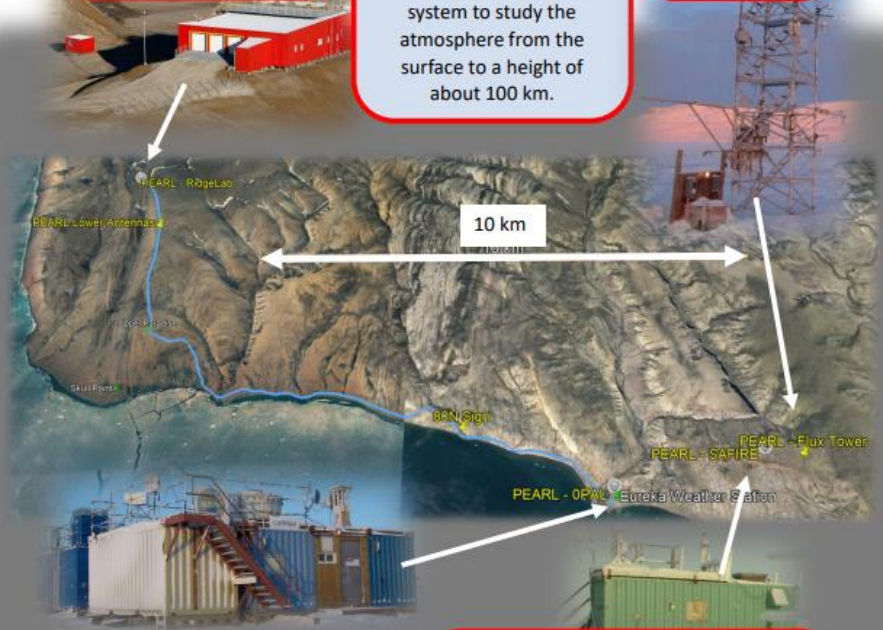 system to study the
atmosphere from the
surface to a height of
about 100 km.
PEARL - RidgeLab
PEARL Lower Antennas
10 km
Skull Point
80N Sign
PEARL - Flux Tower
PEARL - SAFIRE
PEARL - 0PAL
Eureka Weather Station